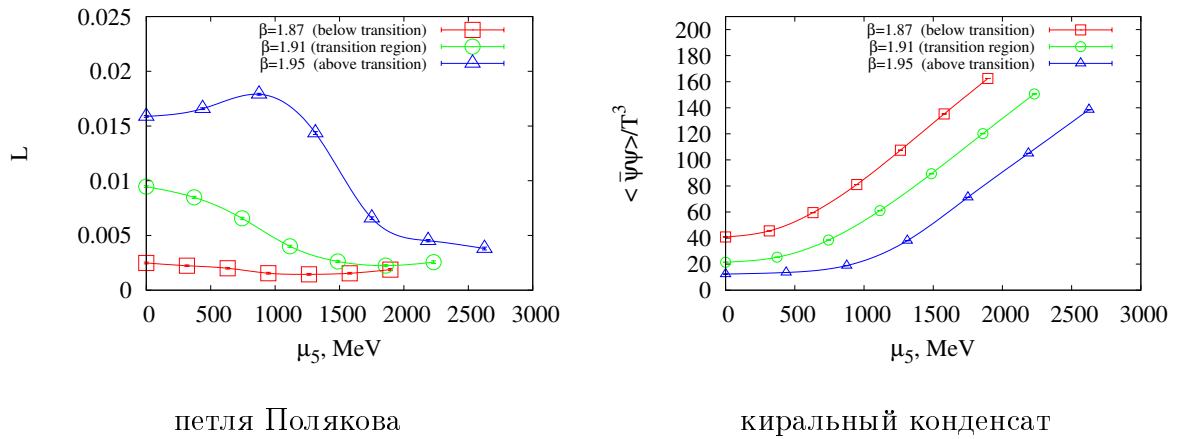 0.025
0.02
0.015
0.01
0.005
0
L
β=1.87 (below transition)
β=1.91 (transition region)
β=1.95 (above transition)
0 500 1000 1500 2000 2500 3000
μ₅, MeV
200
180
160
140
120
100
80
60
40
20
0
< ψ̄ψ>/T³
β=1.87 (below transition)
β=1.91 (transition region)
β=1.95 (above transition)
0 500 1000 1500 2000 2500 3000
μ₅, MeV
петля Полякова
киральный конденсат